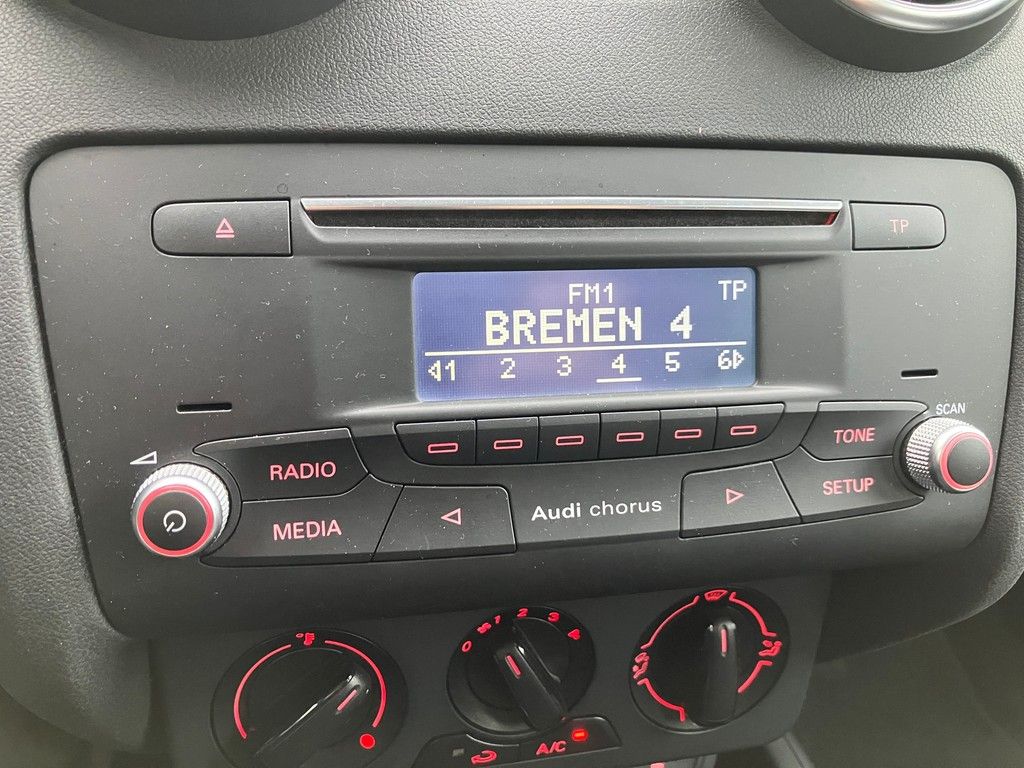 TP
FM1 TP
BREMEN 4
1 2 3 4 5 6
SCAN
RADIO TONE
MEDIA Audi chorus SETUP
0 1 2 3 4
A/C